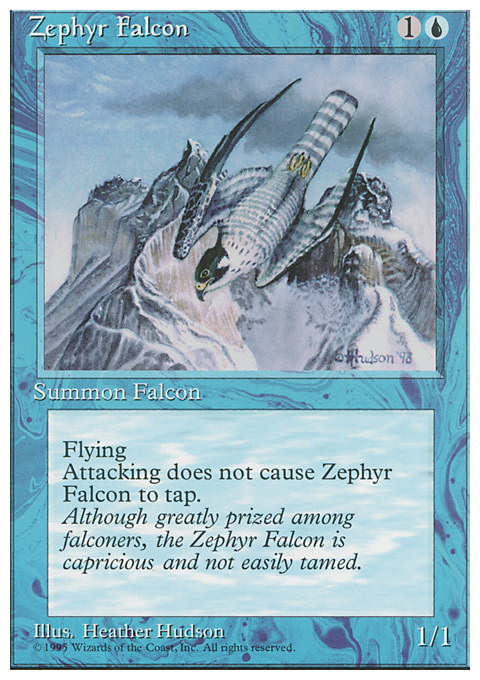 Zephyr Falcon 1
© HHudson '93
Summon Falcon
Flying
Attacking does not cause Zephyr
Falcon to tap.
Although greatly prized among
falconers, the Zephyr Falcon is
capricious and not easily tamed.
Illus. Heather Hudson
1/1
© 1995 Wizards of the Coast, Inc. All rights reserved.